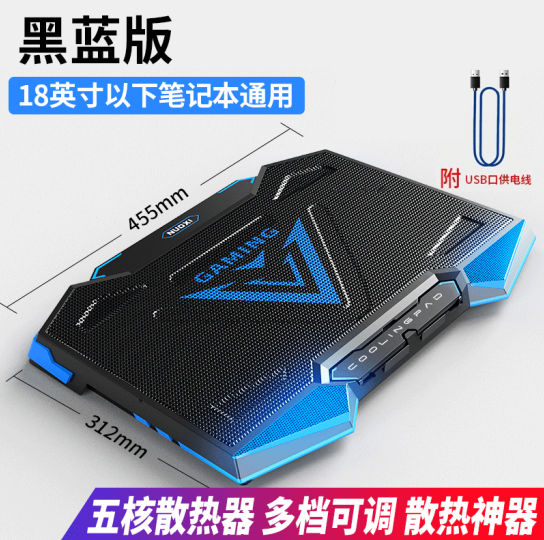 黑蓝版
18英寸以下笔记本通用
附 USB口供电线
455mm
NUOXI
GAMING
COOLINGPAD
312mm
五核散热器 多档可调 散热神器